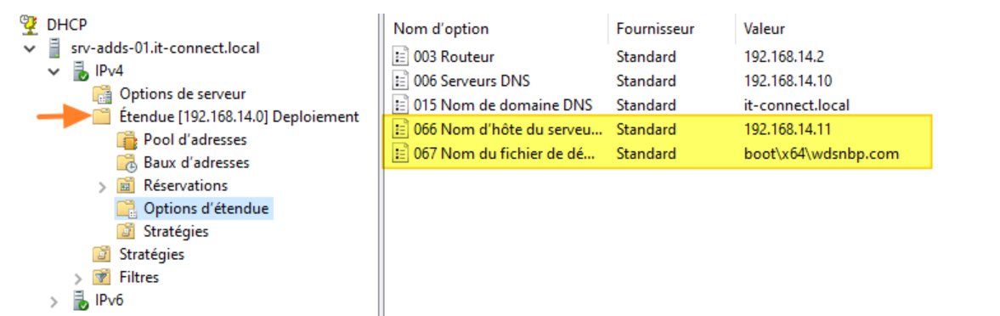 DHCP
srv-adds-01.it-connect.local
IPv4
Options de serveur
Étendue [192.168.14.0] Deploiement
Pool d'adresses
Baux d'adresses
Réservations
Options d'étendue
Stratégies
Stratégies
Filtres
IPv6
Nom d'option Fournisseur Valeur
003 Routeur Standard 192.168.14.2
006 Serveurs DNS Standard 192.168.14.10
015 Nom de domaine DNS Standard it-connect.local
066 Nom d'hôte du serveu... Standard 192.168.14.11
067 Nom du fichier de dé... Standard boot\x64\wdsnbp.com